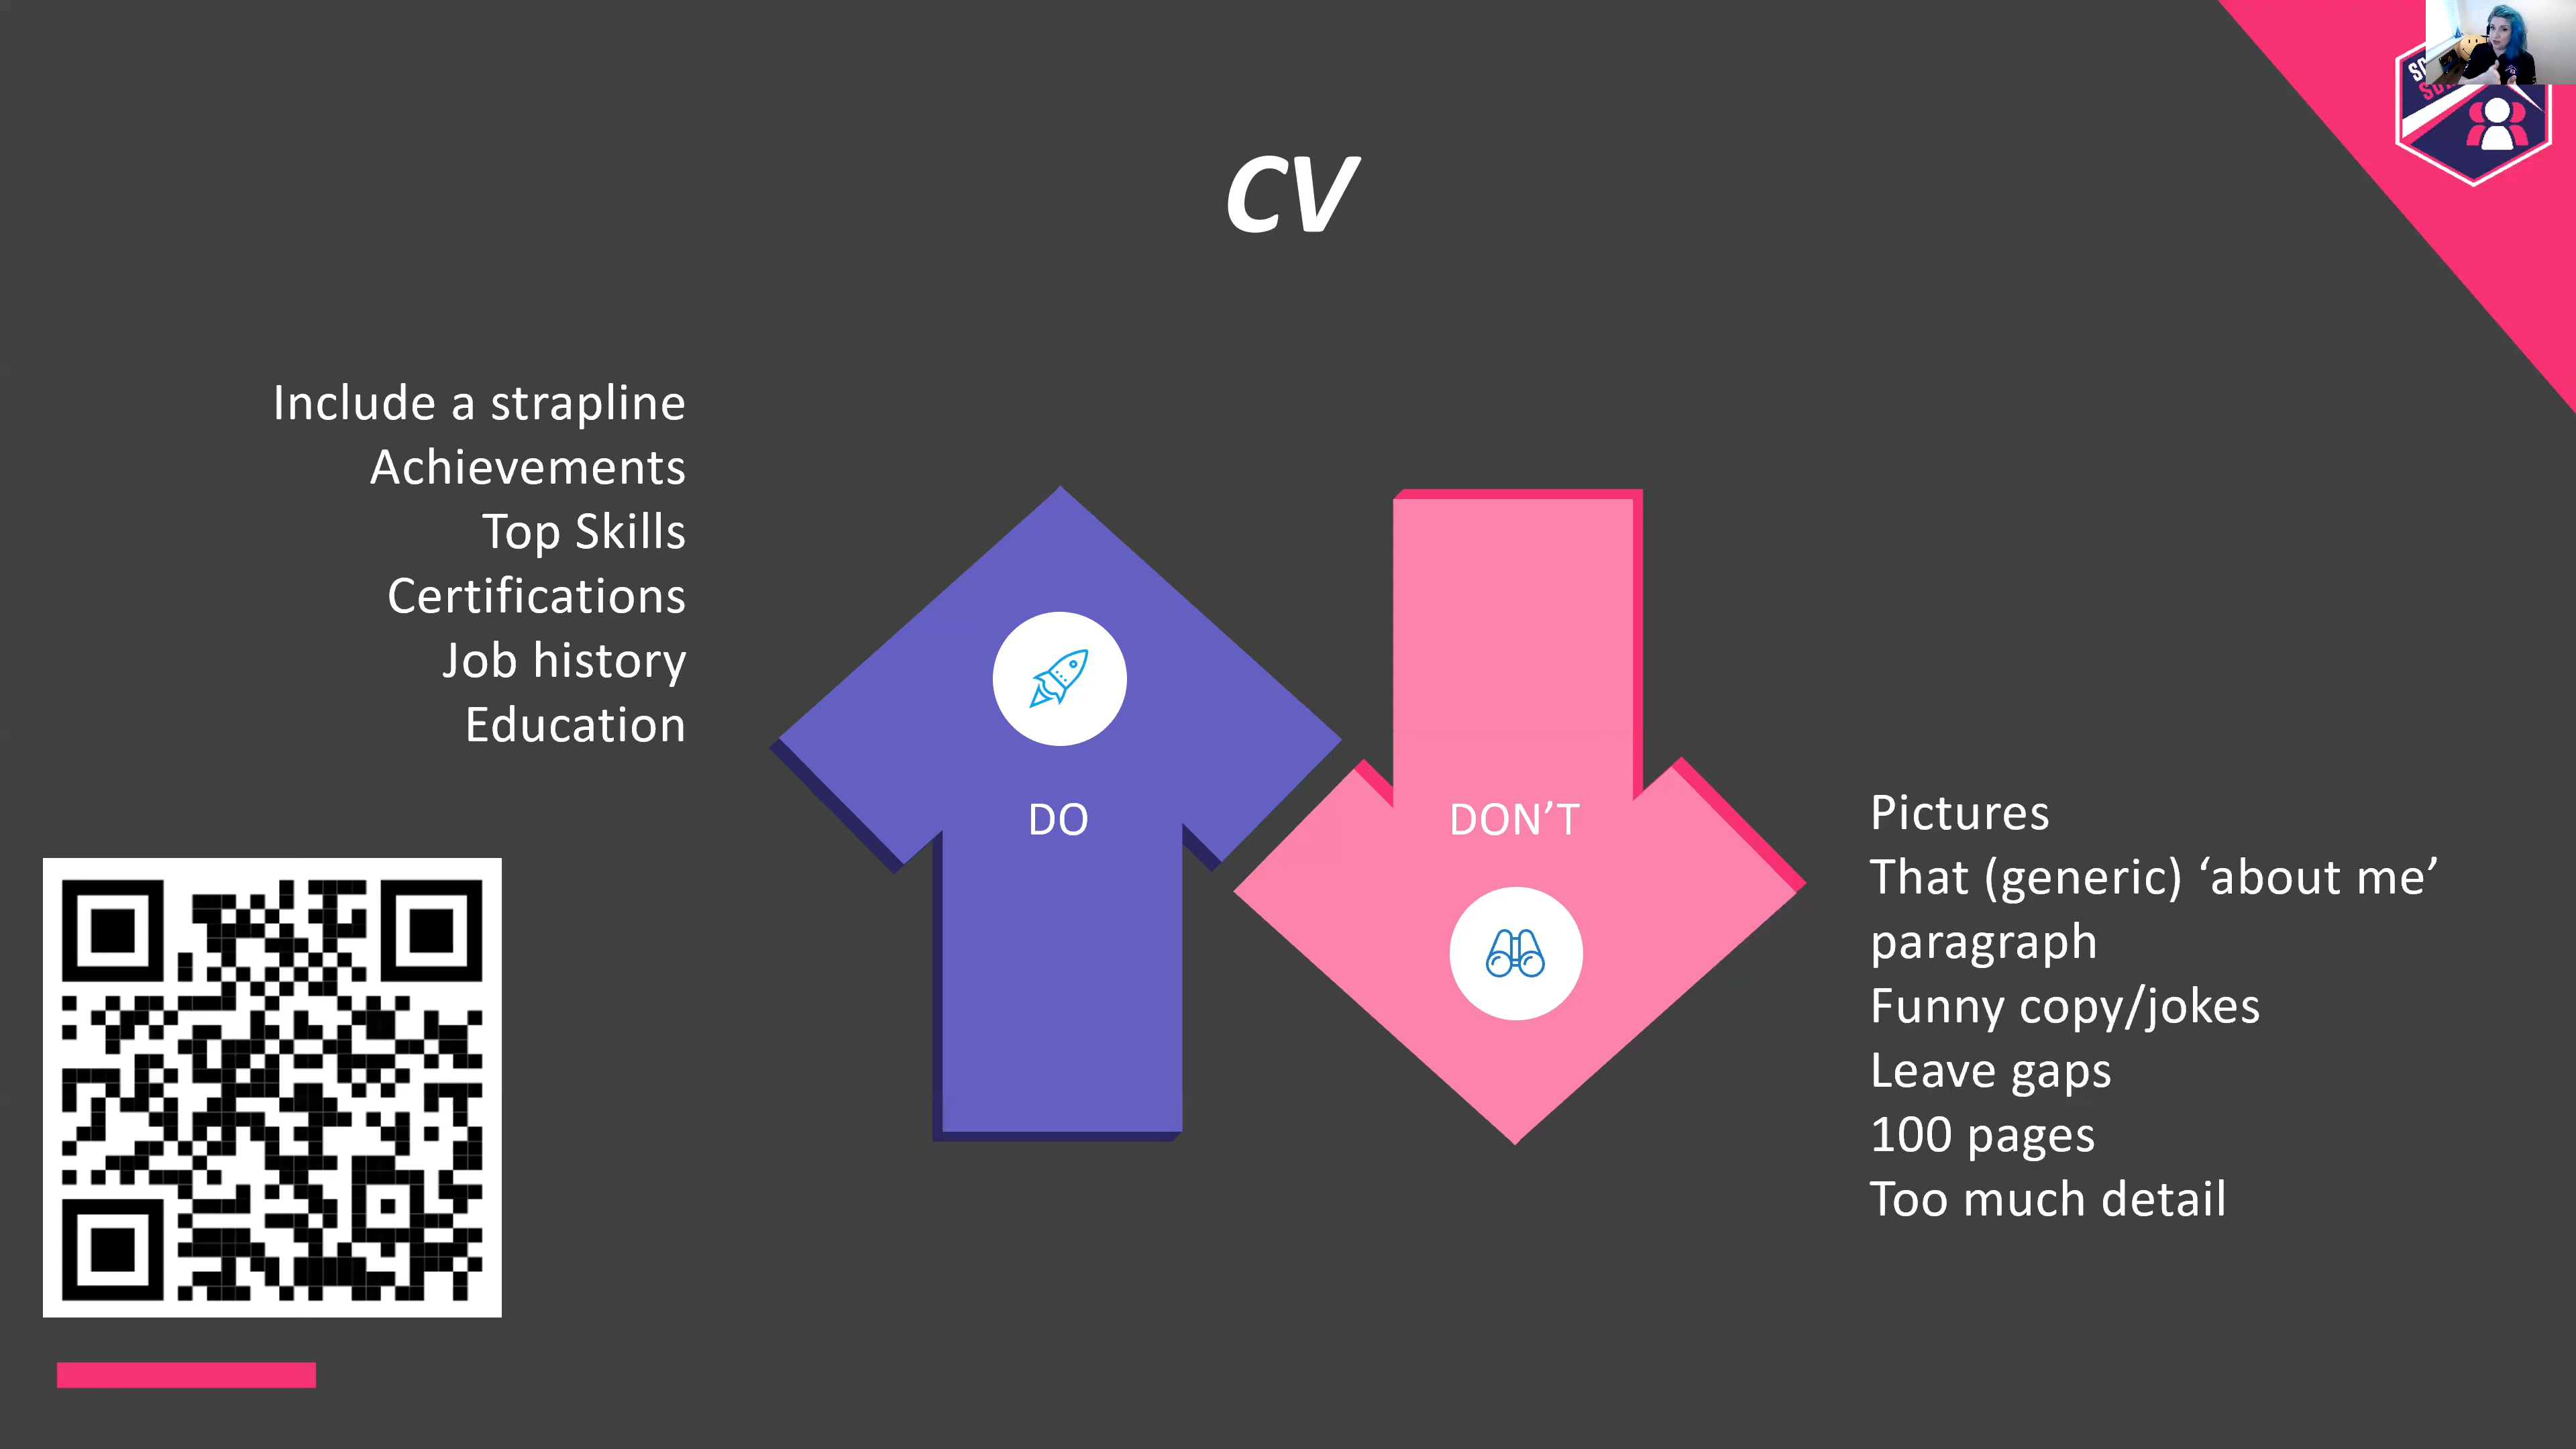 CV
Include a strapline
Achievements
Top Skills
Certifications
Job history
Education
DO
DON’T
Pictures
That (generic) ‘about me’
paragraph
Funny copy/jokes
Leave gaps
100 pages
Too much detail